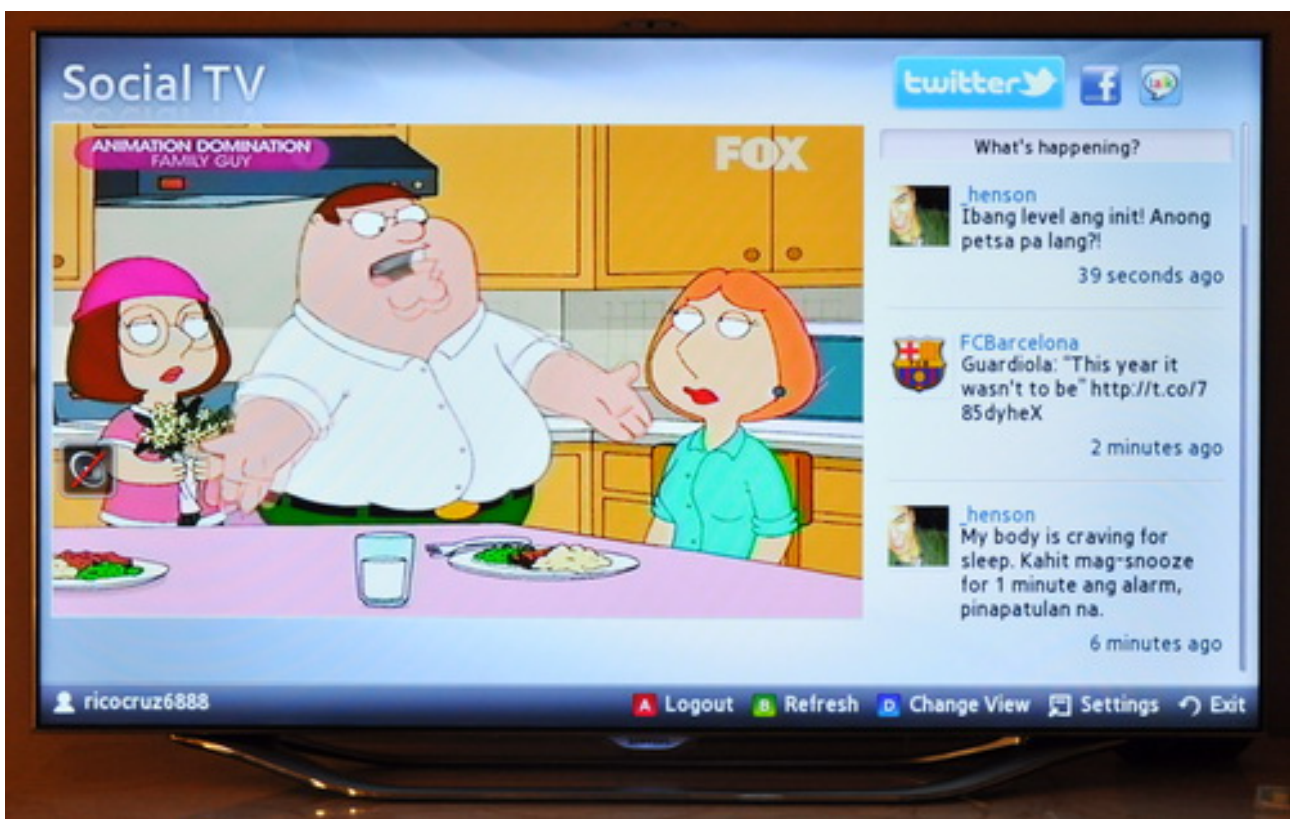 Social TV
twitter
f
talk
ANIMATION DOMINATION
FAMILY GUY
FOX
What's happening?
_henson
Ibang level ang init! Anong
petsa pa lang?!
39 seconds ago
FCBarcelona
Guardiola: "This year it
wasn't to be" http://t.co/7
85dyheX
2 minutes ago
_henson
My body is craving for
sleep. Kahit mag-snooze
for 1 minute ang alarm,
pinapatulan na.
6 minutes ago
ricocruz6888
A Logout B Refresh D Change View Settings Exit